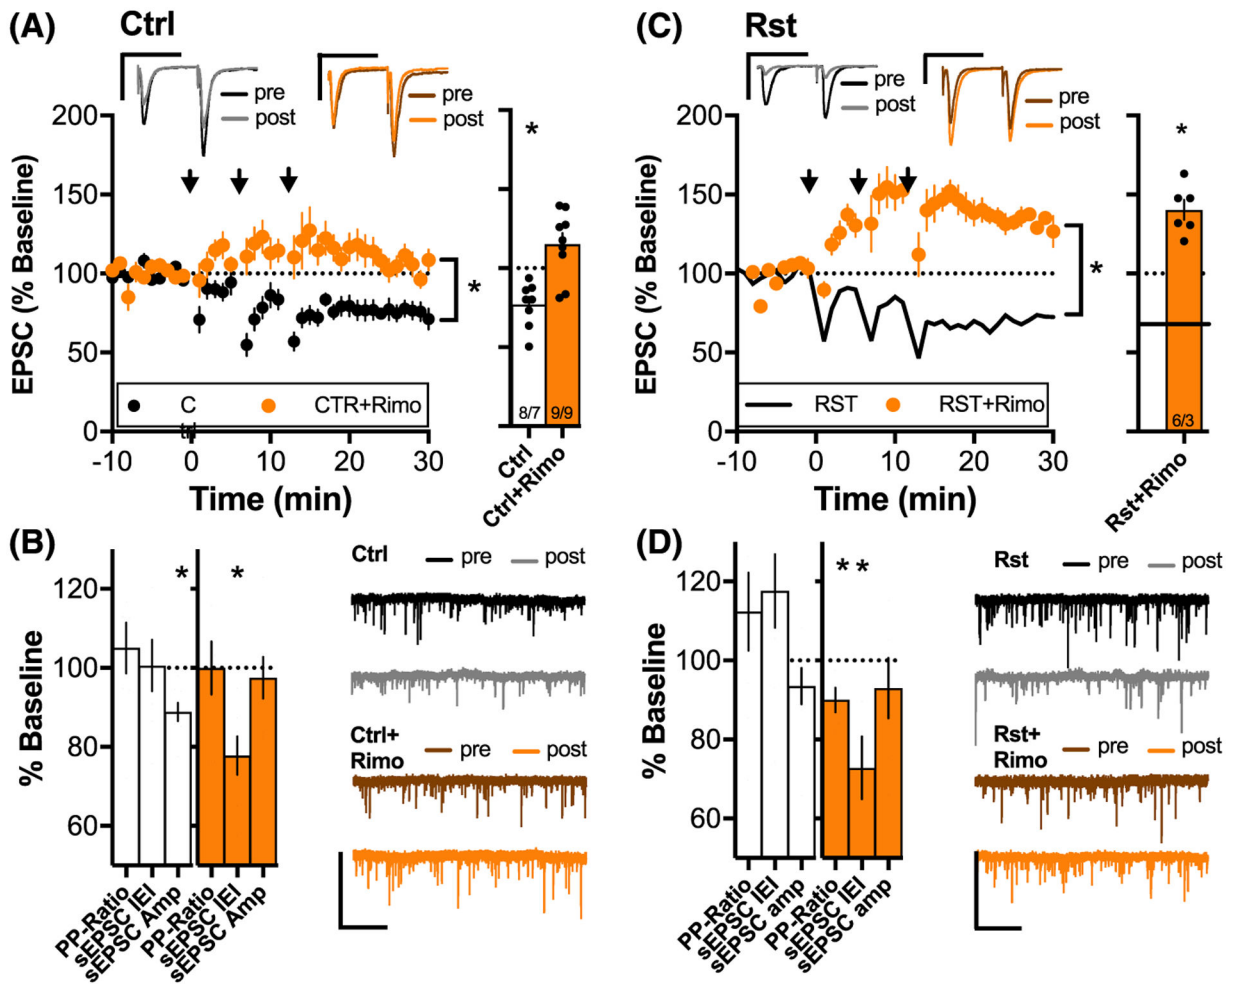 (A)
Ctrl
pre
post
pre
post
EPSC (% Baseline)
200
150
100
50
0
*
*
C
trl
CTR+Rimo
-10
0
10
20
30
Time (min)
8/7
9/9
Ctrl
Ctrl+Rimo
(C)
Rst
pre
post
pre
post
EPSC (% Baseline)
200
150
100
50
0
*
*
RST
RST+Rimo
-10
0
10
20
30
Time (min)
6/3
Rst+Rimo
(B)
% Baseline
120
100
80
60
*
*
PP-Ratio
sEPSC IEI
sEPSC Amp
PP-Ratio
sEPSC IEI
sEPSC Amp
Ctrl
pre
post
Ctrl+
Rimo
pre
post
(D)
% Baseline
120
100
80
60
* *
PP-Ratio
sEPSC IEI
sEPSC amp
PP-Ratio
sEPSC IEI
sEPSC amp
Rst
pre
post
Rst+
Rimo
pre
post